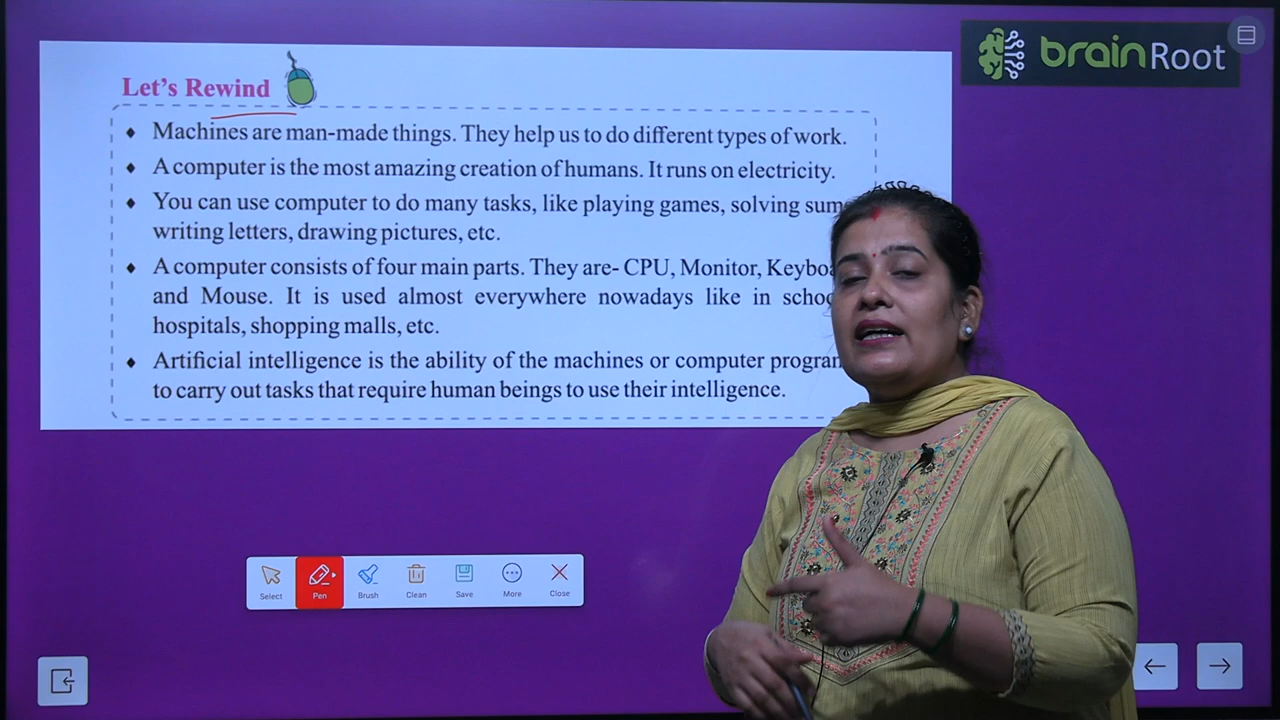 brainRoot
Let's Rewind
Machines are man-made things. They help us to do different types of work.
A computer is the most amazing creation of humans. It runs on electricity.
You can use computer to do many tasks, like playing games, solving
writing letters, drawing pictures, etc.
A computer consists of four main parts. They are- CPU, Monitor,
and Mouse. It is used almost everywhere nowadays like in
hospitals, shopping malls, etc.
Artificial intelligence is the ability of the machines or computer
to carry out tasks that require human beings to use their intelligence.
Select Pen Brush Clean Save More Close